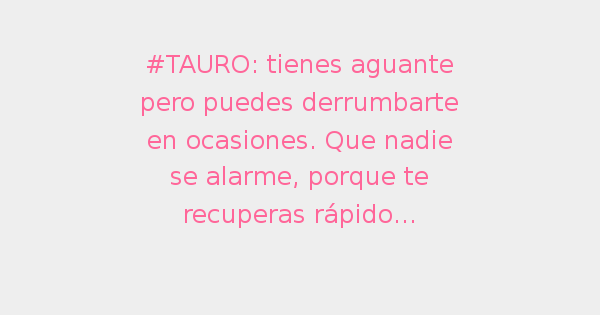 #TAURO: tienes aguante
pero puedes derrumbarte
en ocasiones. Que nadie
se alarme, porque te
recuperas rápido...